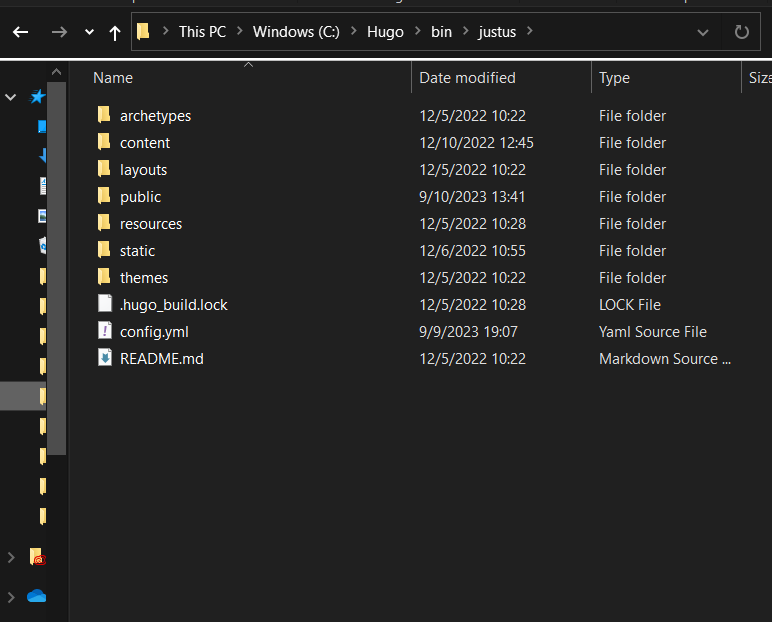 This PC > Windows (C:) > Hugo > bin > justus >
Name Date modified Type Size
archetypes 12/5/2022 10:22 File folder
content 12/10/2022 12:45 File folder
layouts 12/5/2022 10:22 File folder
public 9/10/2023 13:41 File folder
resources 12/5/2022 10:28 File folder
static 12/6/2022 10:55 File folder
themes 12/5/2022 10:22 File folder
.hugo_build.lock 12/5/2022 10:28 LOCK File
config.yml 9/9/2023 19:07 Yaml Source File
README.md 12/5/2022 10:22 Markdown Source ...